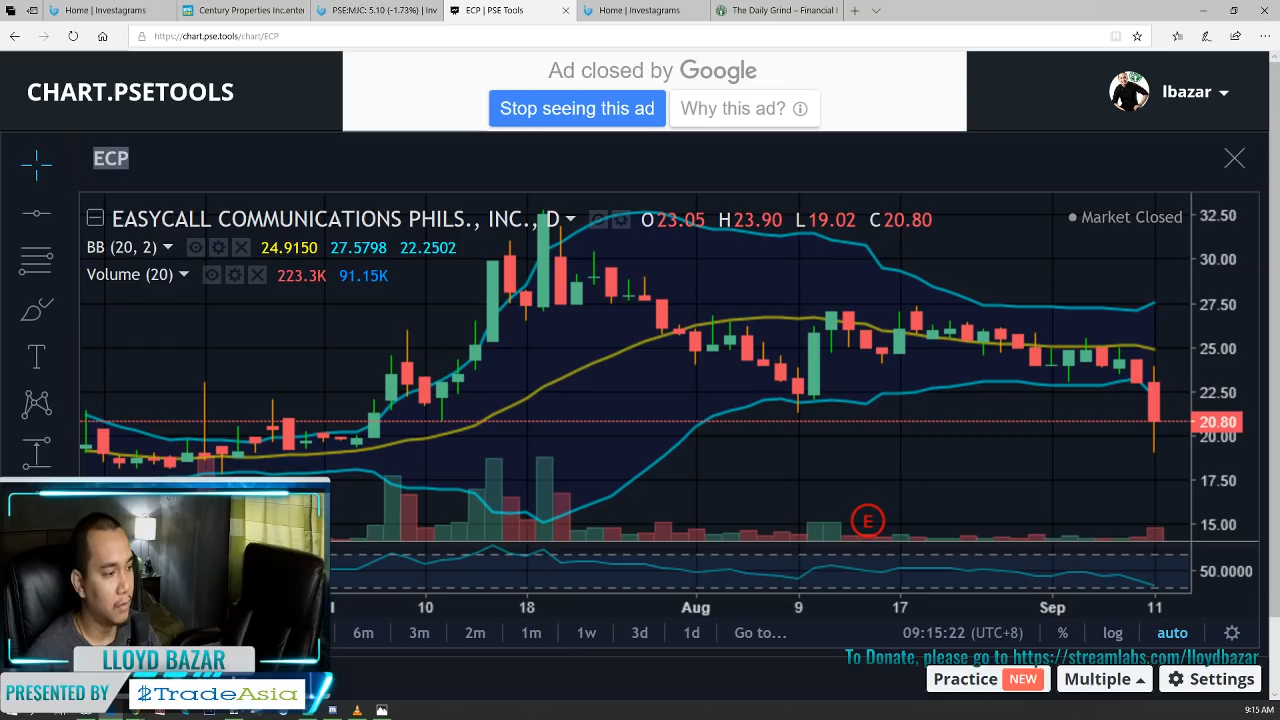 Home | Investagrams
Century Properties Incenter
PSE:MIC: 5.10 (-1.73%) | Inv
ECP | PSE Tools
Home | Investagrams
The Daily Grind – Financial I
https://chart.pse.tools/chart/ECP
Ad closed by Google
Stop seeing this ad
Why this ad?
CHART.PSETOOLS
lbazar
ECP
EASYCALL COMMUNICATIONS PHILS., INC., D
O23.05 H23.90 L19.02 C20.80
Market Closed
BB (20, 2) 24.9150 27.5798 22.2502
Volume (20) 223.3K 91.15K
32.50
30.00
27.50
25.00
22.50
20.80
20.00
17.50
15.00
50.0000
E
10 18 Aug 9 17 Sep 11
6m 3m 2m 1m 1w 3d 1d Go to...
09:15:22 (UTC+8) % log auto
LLOYD BAZAR
PRESENTED BY TradeAsia
To Donate, please go to https://streamlabs.com/lloydbazar
Practice NEW Multiple Settings
9:15 AM